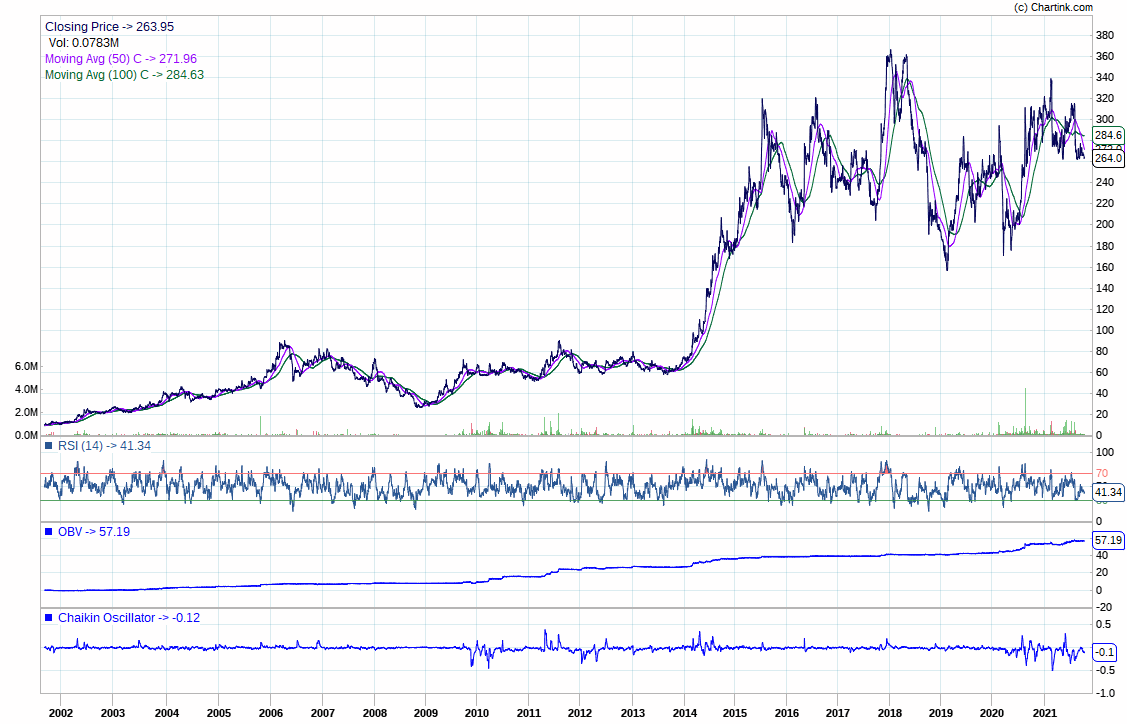 (c) Chartink.com
Closing Price -> 263.95
Vol: 0.0783M
Moving Avg (50) C -> 271.96
Moving Avg (100) C -> 284.63
380
360
340
320
300
284.6
264.0
240
220
200
180
160
140
120
100
80
60
40
20
0
6.0M
4.0M
2.0M
0.0M
RSI (14) -> 41.34
100
70
41.34
0
OBV -> 57.19
57.19
40
20
0
-20
Chaikin Oscillator -> -0.12
0.5
-0.1
-0.5
-1.0
2002 2003 2004 2005 2006 2007 2008 2009 2010 2011 2012 2013 2014 2015 2016 2017 2018 2019 2020 2021